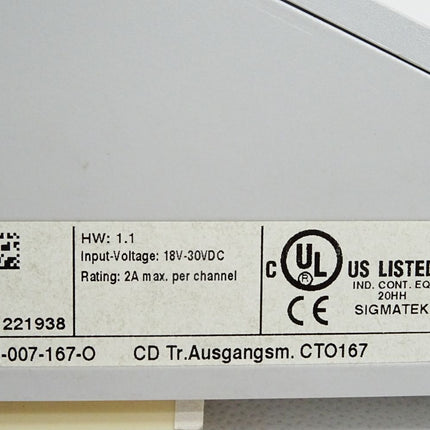 HW: 1.1
Input-Voltage: 18V-30VDC
Rating: 2A max. per channel
221938
C UL US LISTED
®
IND. CONT. EQ
20HH
CE SIGMATEK
-007-167-O CD Tr.Ausgangsm. CTO167